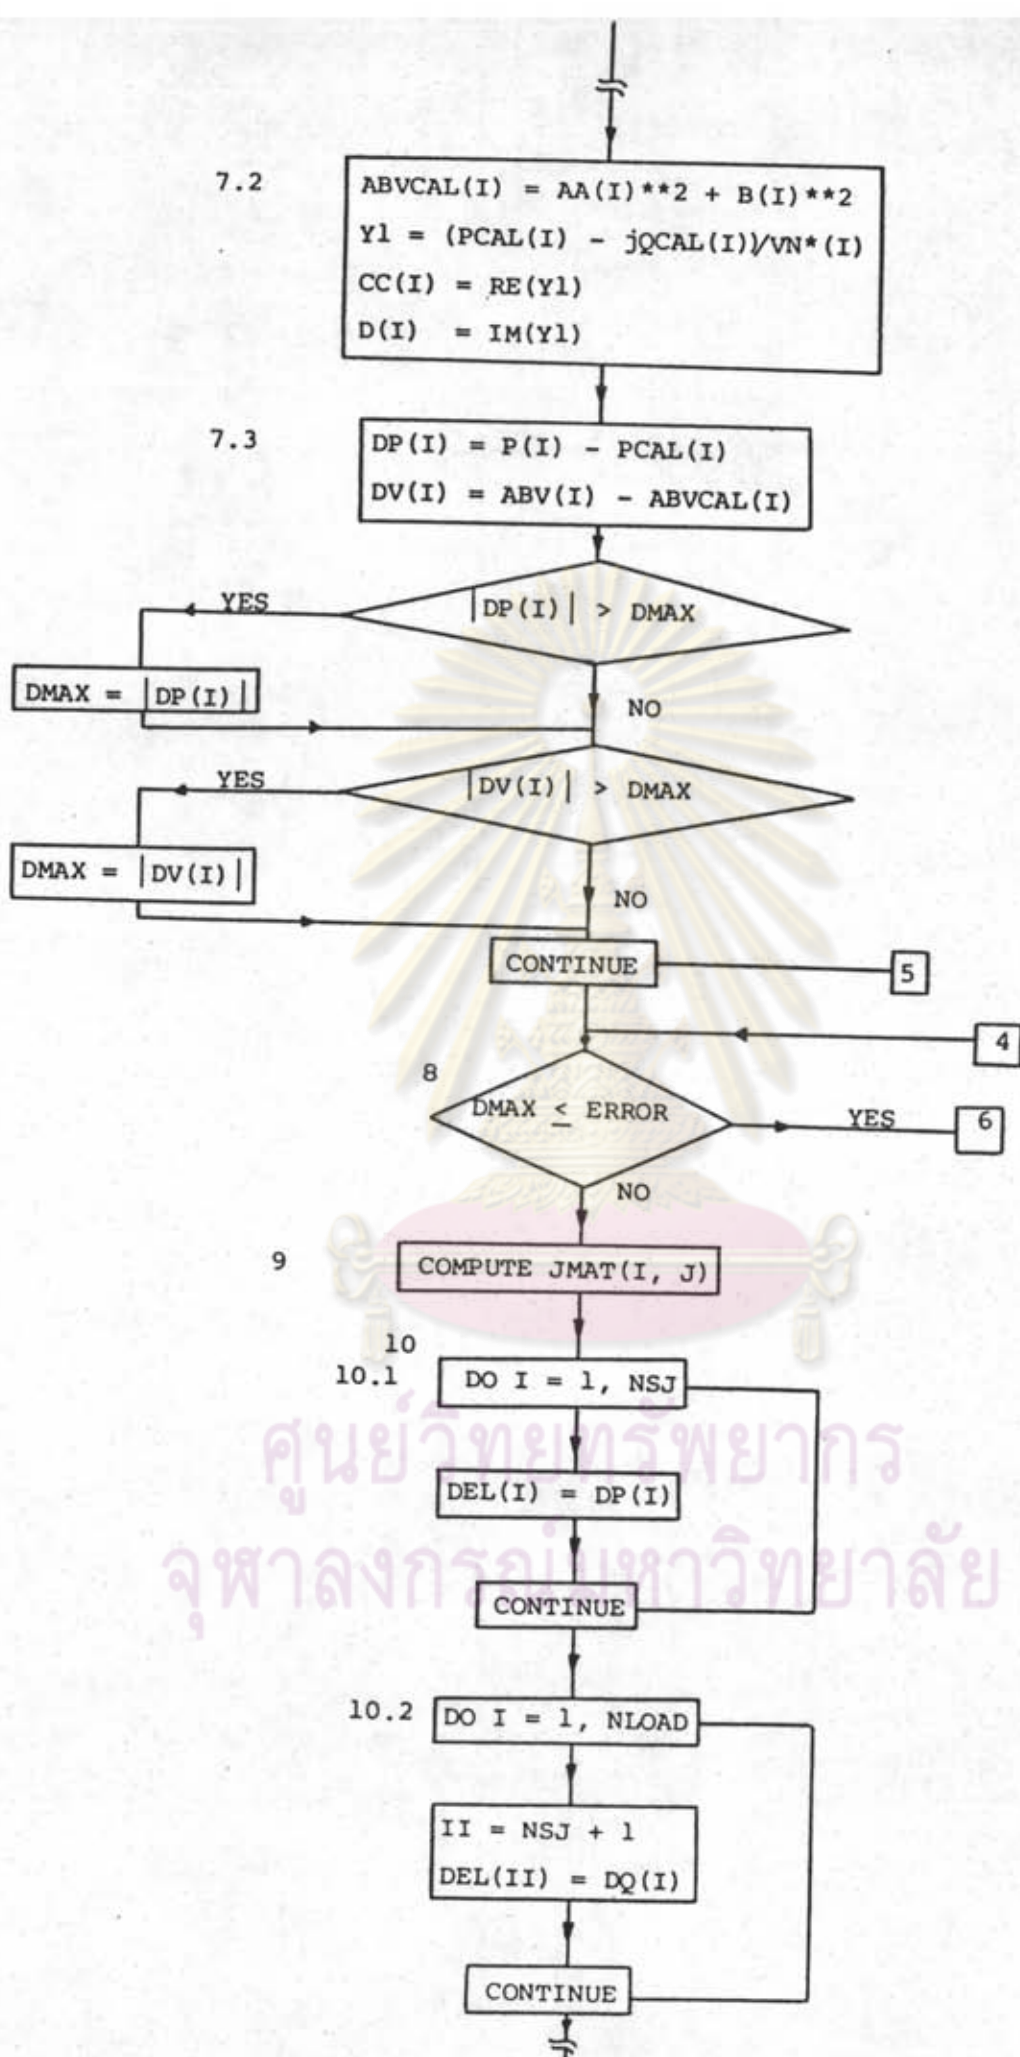 7.2
ABVCAL(I) = AA(I)**2 + B(I)**2
Y1 = (PCAL(I) - jQCAL(I))/VN*(I)
CC(I) = RE(Y1)
D(I) = IM(Y1)
7.3
DP(I) = P(I) - PCAL(I)
DV(I) = ABV(I) - ABVCAL(I)
YES
|DP(I)| > DMAX
DMAX = |DP(I)|
NO
YES
|DV(I)| > DMAX
DMAX = |DV(I)|
NO
CONTINUE
5
4
8
DMAX ≤ ERROR
YES
6
NO
9
COMPUTE JMAT(I, J)
10
10.1
DO I = 1, NSJ
ศูนย์วิทยทรัพยากร
DEL(I) = DP(I)
จุฬาลงกรณ์มหาวิทยาลัย
CONTINUE
10.2
DO I = 1, NLOAD
II = NSJ + 1
DEL(II) = DQ(I)
CONTINUE